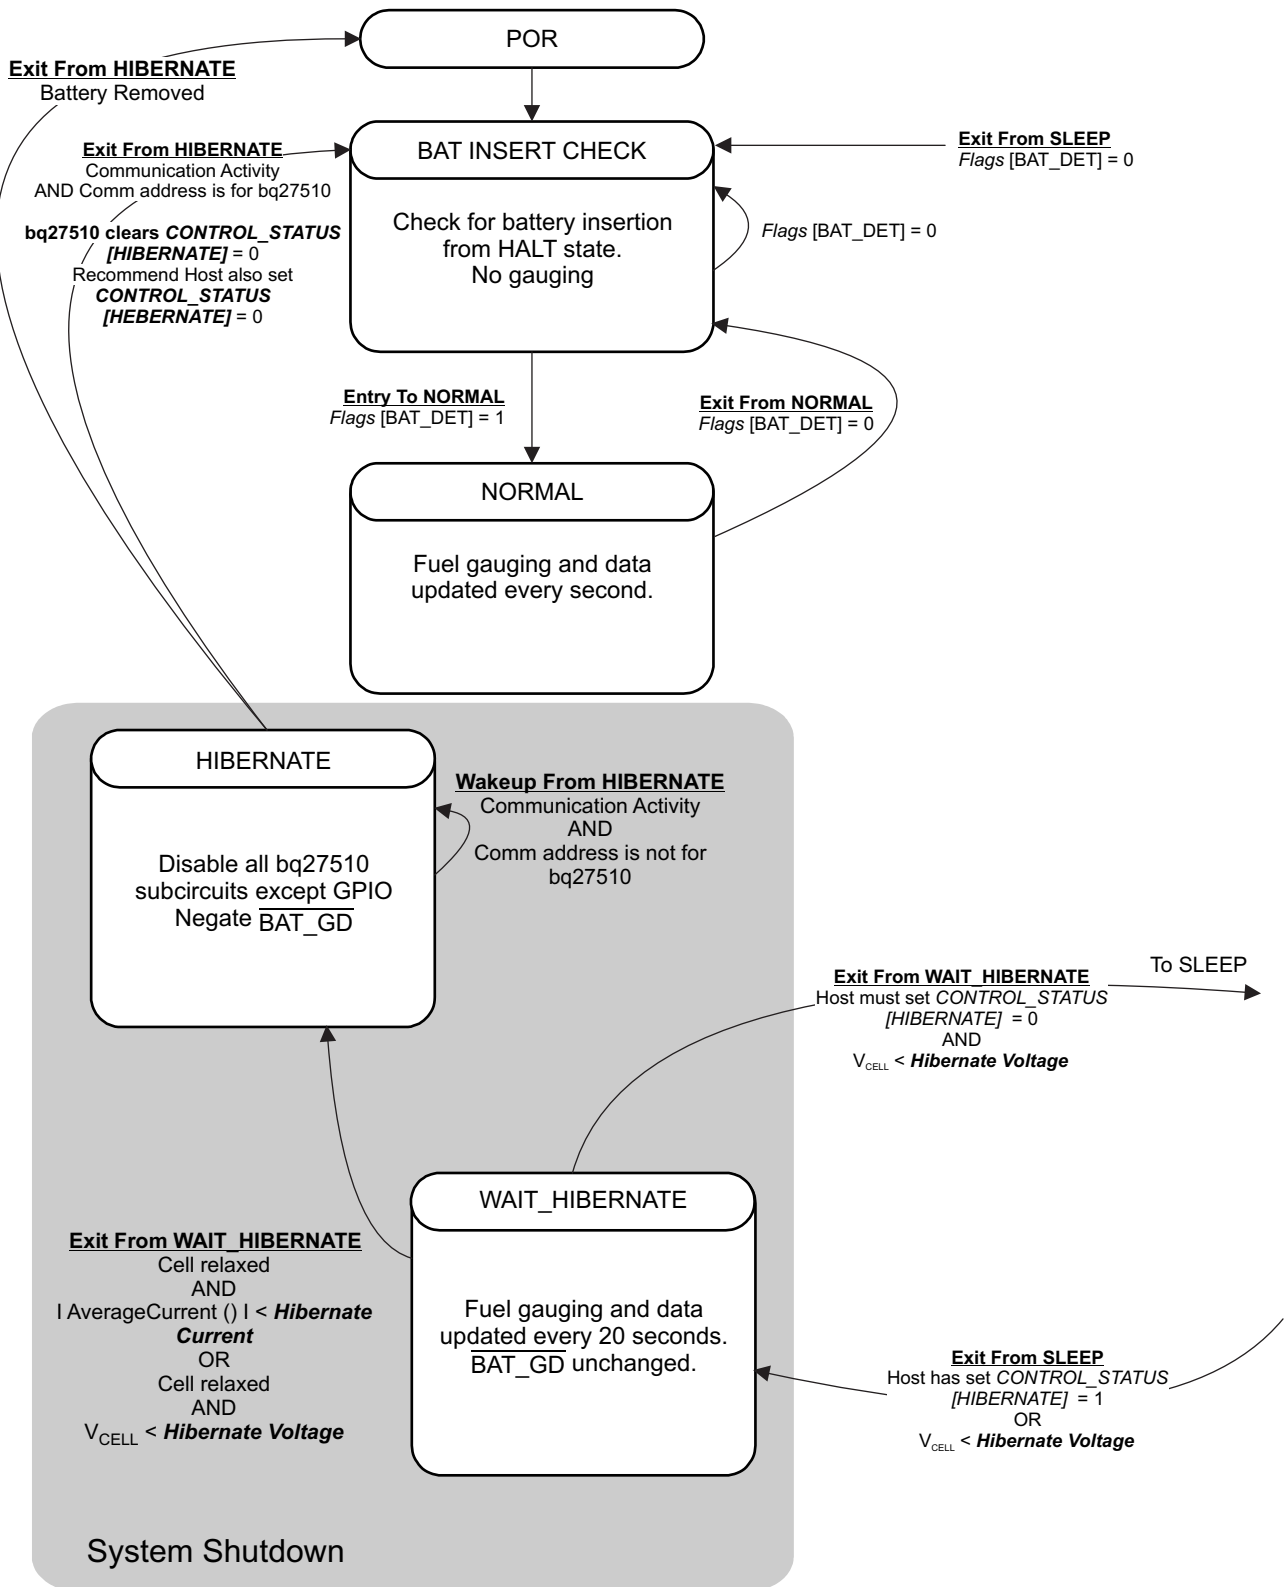 POR
Exit From HIBERNATE
Battery Removed
Exit From HIBERNATE
Communication Activity
AND Comm address is for bq27510
bq27510 clears CONTROL_STATUS
[HIBERNATE] = 0
Recommend Host also set
CONTROL_STATUS
[HEBERNATE] = 0
BAT INSERT CHECK
Check for battery insertion
from HALT state.
No gauging
Exit From SLEEP
Flags [BAT_DET] = 0
Flags [BAT_DET] = 0
Entry To NORMAL
Flags [BAT_DET] = 1
Exit From NORMAL
Flags [BAT_DET] = 0
NORMAL
Fuel gauging and data
updated every second.
HIBERNATE
Disable all bq27510
subcircuits except GPIO
Negate BAT_GD
Wakeup From HIBERNATE
Communication Activity
AND
Comm address is not for
bq27510
Exit From WAIT_HIBERNATE
Host must set CONTROL_STATUS
[HIBERNATE] = 0
AND
VCELL < Hibernate Voltage
To SLEEP
WAIT_HIBERNATE
Fuel gauging and data
updated every 20 seconds.
BAT_GD unchanged.
Exit From WAIT_HIBERNATE
Cell relaxed
AND
I AverageCurrent () I < Hibernate
Current
OR
Cell relaxed
AND
VCELL < Hibernate Voltage
Exit From SLEEP
Host has set CONTROL_STATUS
[HIBERNATE] = 1
OR
VCELL < Hibernate Voltage
System Shutdown